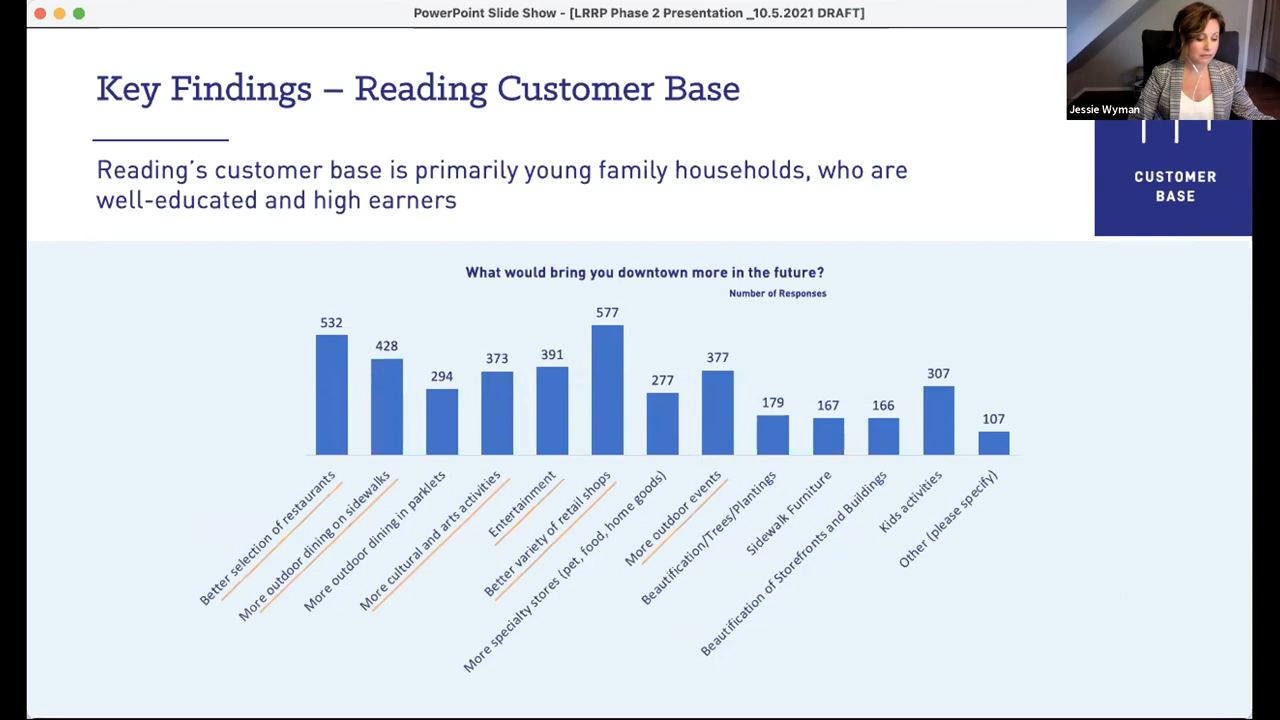 PowerPoint Slide Show - [LRRP Phase 2 Presentation _10.5.2021 DRAFT]
Jessie Wyman
Key Findings – Reading Customer Base
CUSTOMER
BASE
Reading's customer base is primarily young family households, who are
well-educated and high earners
What would bring you downtown more in the future?
Number of Responses
532
428
294
373
391
577
277
377
179
167
166
307
107
Better selection of restaurants
More outdoor dining on sidewalks
More outdoor dining in parklets
More cultural and arts activities
Entertainment
Better variety of retail shops
More specialty stores (pet, food, home goods)
More outdoor events
Beautification/Trees/Plantings
Sidewalk Furniture
Beautification of Storefronts and Buildings
Kids activities
Other (please specify)